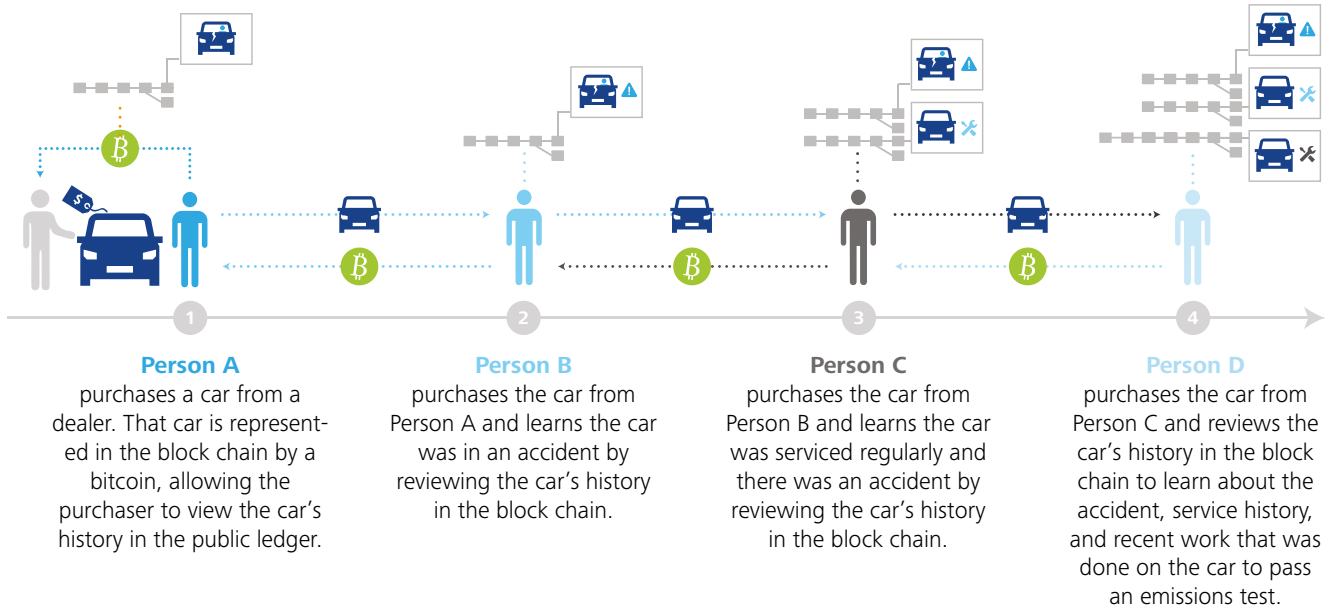 $
1
Person A
purchases a car from a
dealer. That car is represent-
ed in the block chain by a
bitcoin, allowing the
purchaser to view the car's
history in the public ledger.
2
Person B
purchases the car from
Person A and learns the car
was in an accident by
reviewing the car's history
in the block chain.
3
Person C
purchases the car from
Person B and learns the car
was serviced regularly and
there was an accident by
reviewing the car's history
in the block chain.
4
Person D
purchases the car from
Person C and reviews the
car's history in the block
chain to learn about the
accident, service history,
and recent work that was
done on the car to pass
an emissions test.